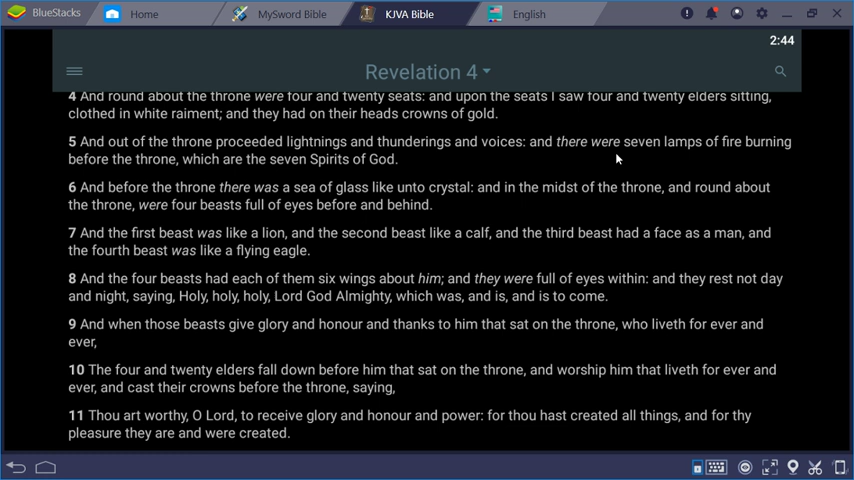 BlueStacks Home MySword Bible KJVA Bible English
2:44
Revelation 4
4 And round about the throne were four and twenty seats: and upon the seats I saw four and twenty elders sitting,
clothed in white raiment; and they had on their heads crowns of gold.
5 And out of the throne proceeded lightnings and thunderings and voices: and there were seven lamps of fire burning
before the throne, which are the seven Spirits of God.
6 And before the throne there was a sea of glass like unto crystal: and in the midst of the throne, and round about
the throne, were four beasts full of eyes before and behind.
7 And the first beast was like a lion, and the second beast like a calf, and the third beast had a face as a man, and
the fourth beast was like a flying eagle.
8 And the four beasts had each of them six wings about him; and they were full of eyes within: and they rest not day
and night, saying, Holy, holy, holy, Lord God Almighty, which was, and is, and is to come.
9 And when those beasts give glory and honour and thanks to him that sat on the throne, who liveth for ever and
ever,
10 The four and twenty elders fall down before him that sat on the throne, and worship him that liveth for ever and
ever, and cast their crowns before the throne, saying,
11 Thou art worthy, O Lord, to receive glory and honour and power: for thou hast created all things, and for thy
pleasure they are and were created.